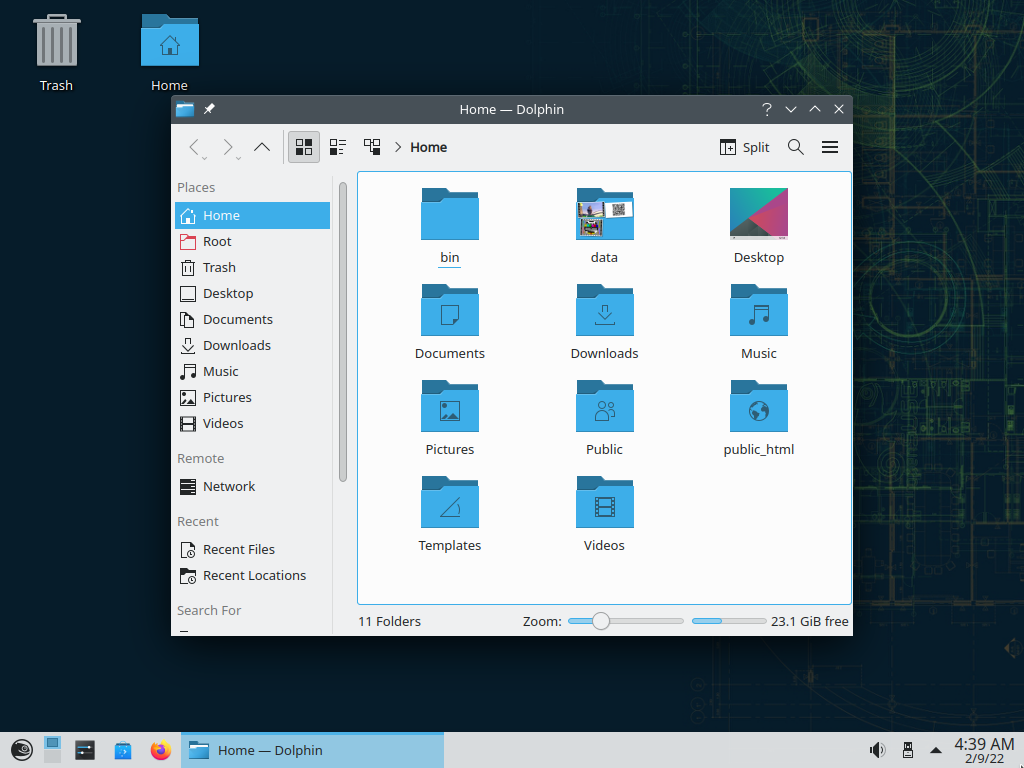 Trash
Home
Home — Dolphin
Home
Split
Places
Home
Root
Trash
Desktop
Documents
Downloads
Music
Pictures
Videos
Remote
Network
Recent
Recent Files
Recent Locations
Search For
bin
data
Desktop
Documents
Downloads
Music
Pictures
Public
public_html
Templates
Videos
11 Folders
Zoom:
23.1 GiB free
Home — Dolphin
4:39 AM
2/9/22